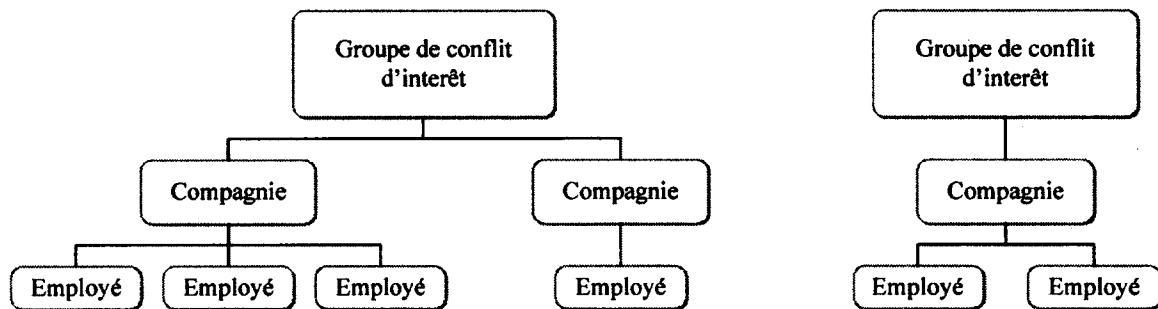 Groupe de conflit
d'interêt
Groupe de conflit
d'interêt
Compagnie
Compagnie
Compagnie
Employé
Employé
Employé
Employé
Employé
Employé